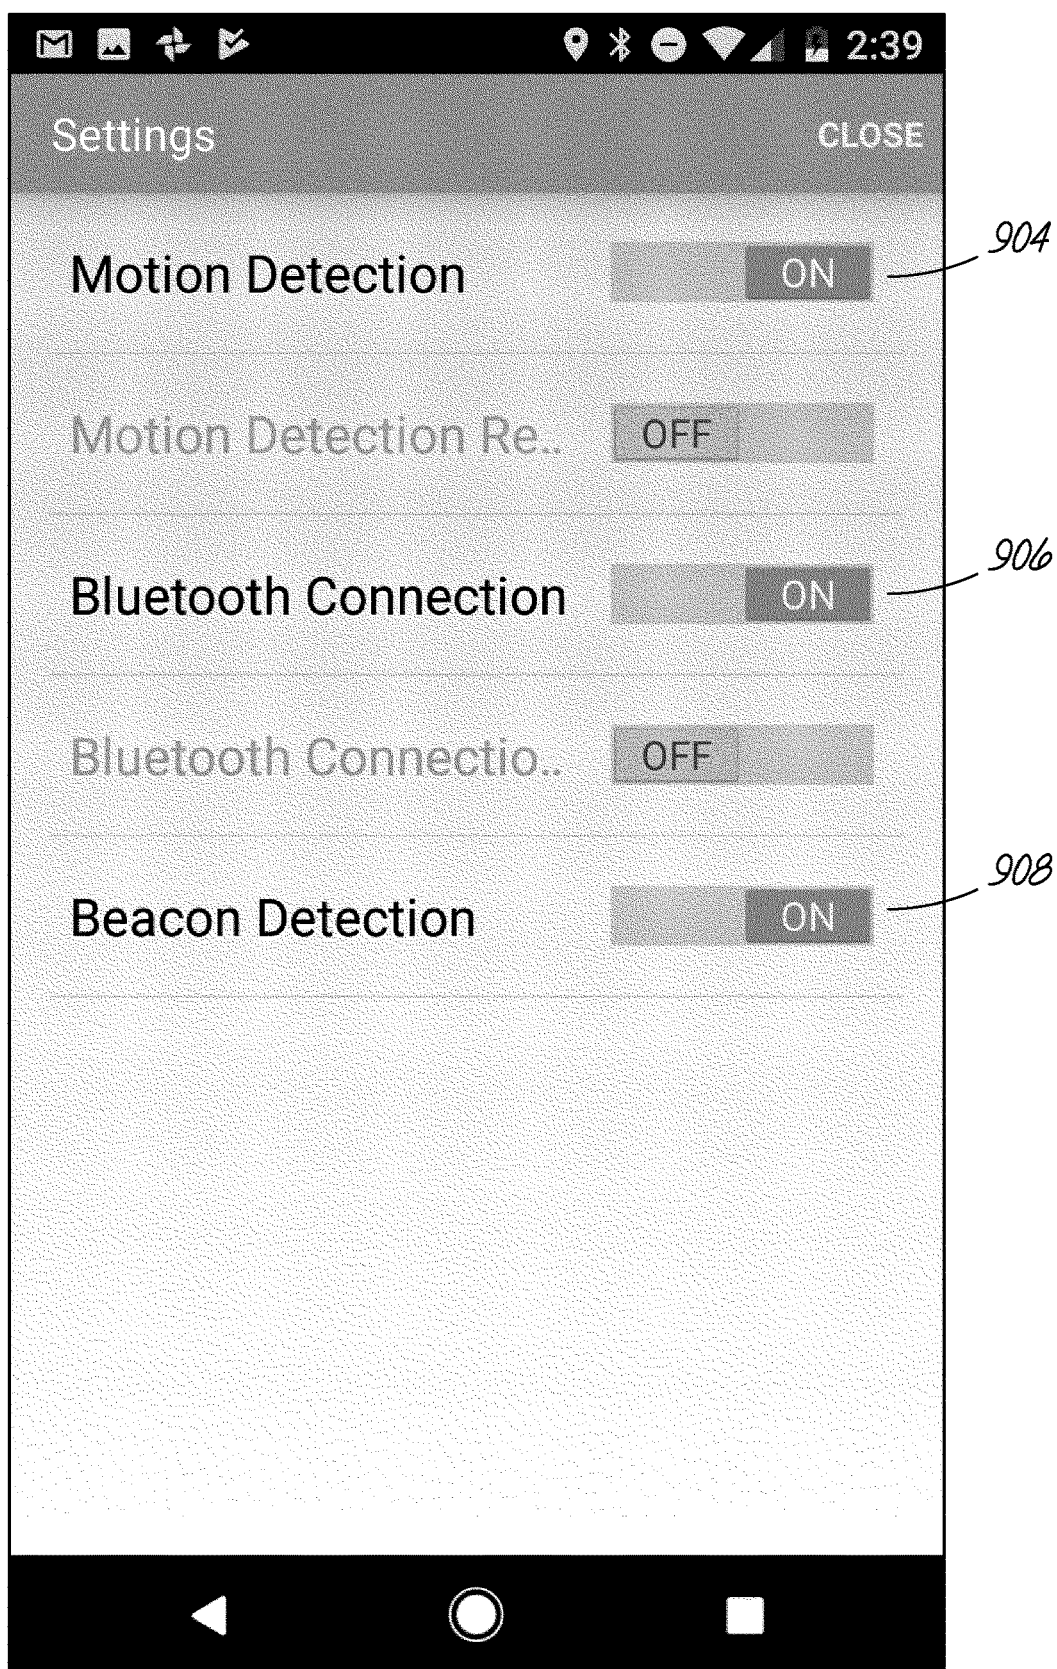 2:39
Settings CLOSE
Motion Detection ON 904
Motion Detection Re.. OFF
Bluetooth Connection ON 906
Bluetooth Connectio.. OFF
Beacon Detection ON 908